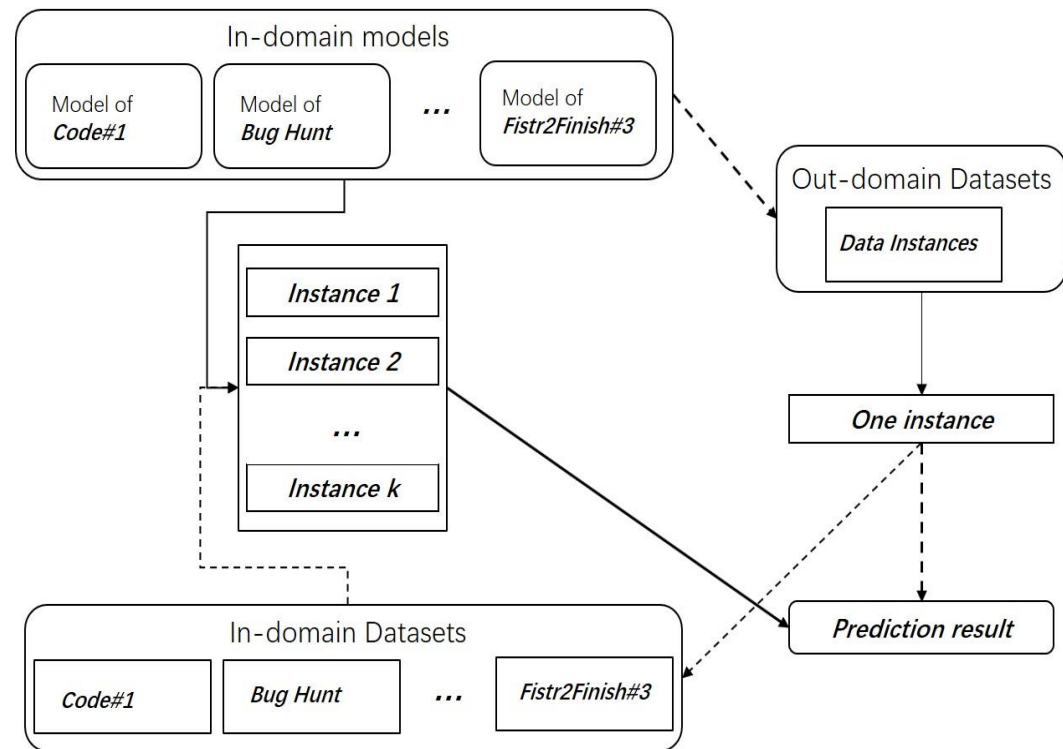 In-domain models
Model of
Code#1
Model of
Bug Hunt
...
Model of
Fistr2Finish#3
Out-domain Datasets
Data Instances
Instance 1
Instance 2
...
Instance k
One instance
Prediction result
In-domain Datasets
Code#1
Bug Hunt
...
Fistr2Finish#3